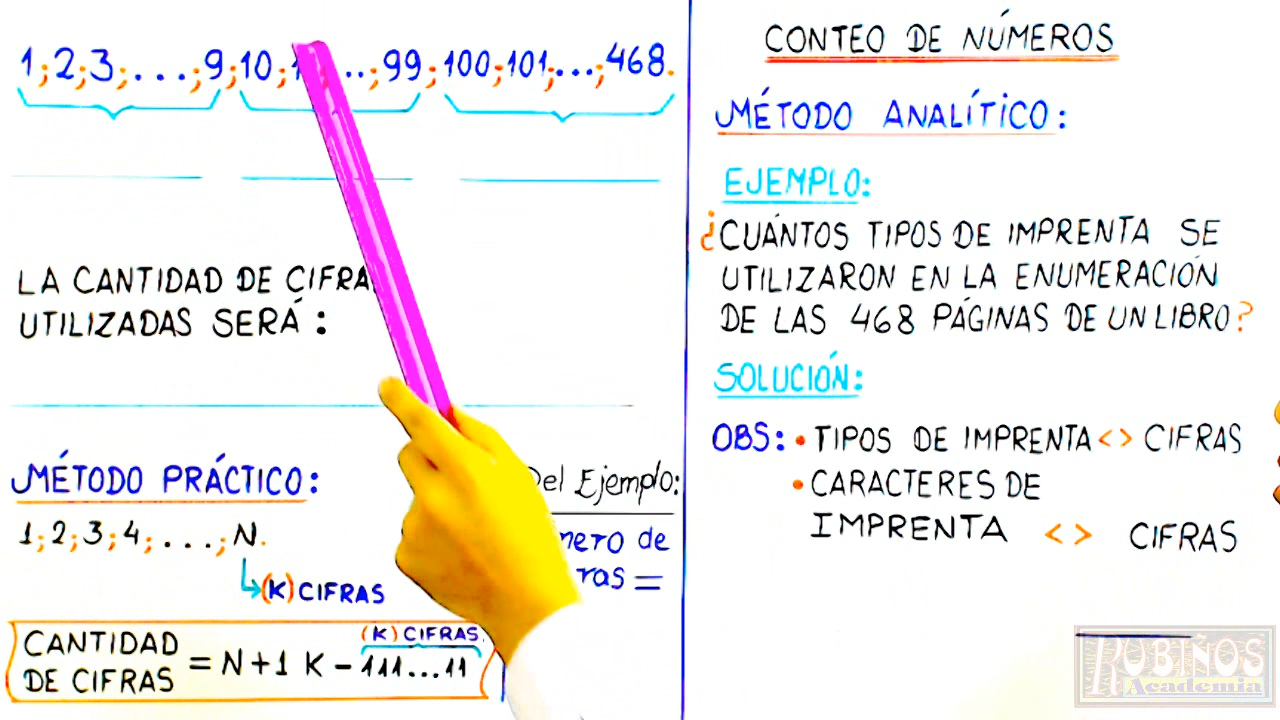 1;2;3;...;9;10;1...;99;100;101;...;468.
LA CANTIDAD DE CIFRA
UTILIZADAS SERÁ:
MÉTODO PRÁCTICO:
1;2;3;4;...;N.
(K) CIFRAS
(K) CIFRAS
CANTIDAD
DE CIFRAS = N+1 K - 111...11
Del Ejemplo:
mero de
ras =
CONTEO DE NÚMEROS
MÉTODO ANALÍTICO:
EJEMPLO:
¿CUÁNTOS TIPOS DE IMPRENTA SE
UTILIZARON EN LA ENUMERACIÓN
DE LAS 468 PÁGINAS DE UN LIBRO?
SOLUCIÓN:
OBS: • TIPOS DE IMPRENTA <> CIFRAS
• CARACTERES DE
IMPRENTA <> CIFRAS
RUBIÑOS
Academia